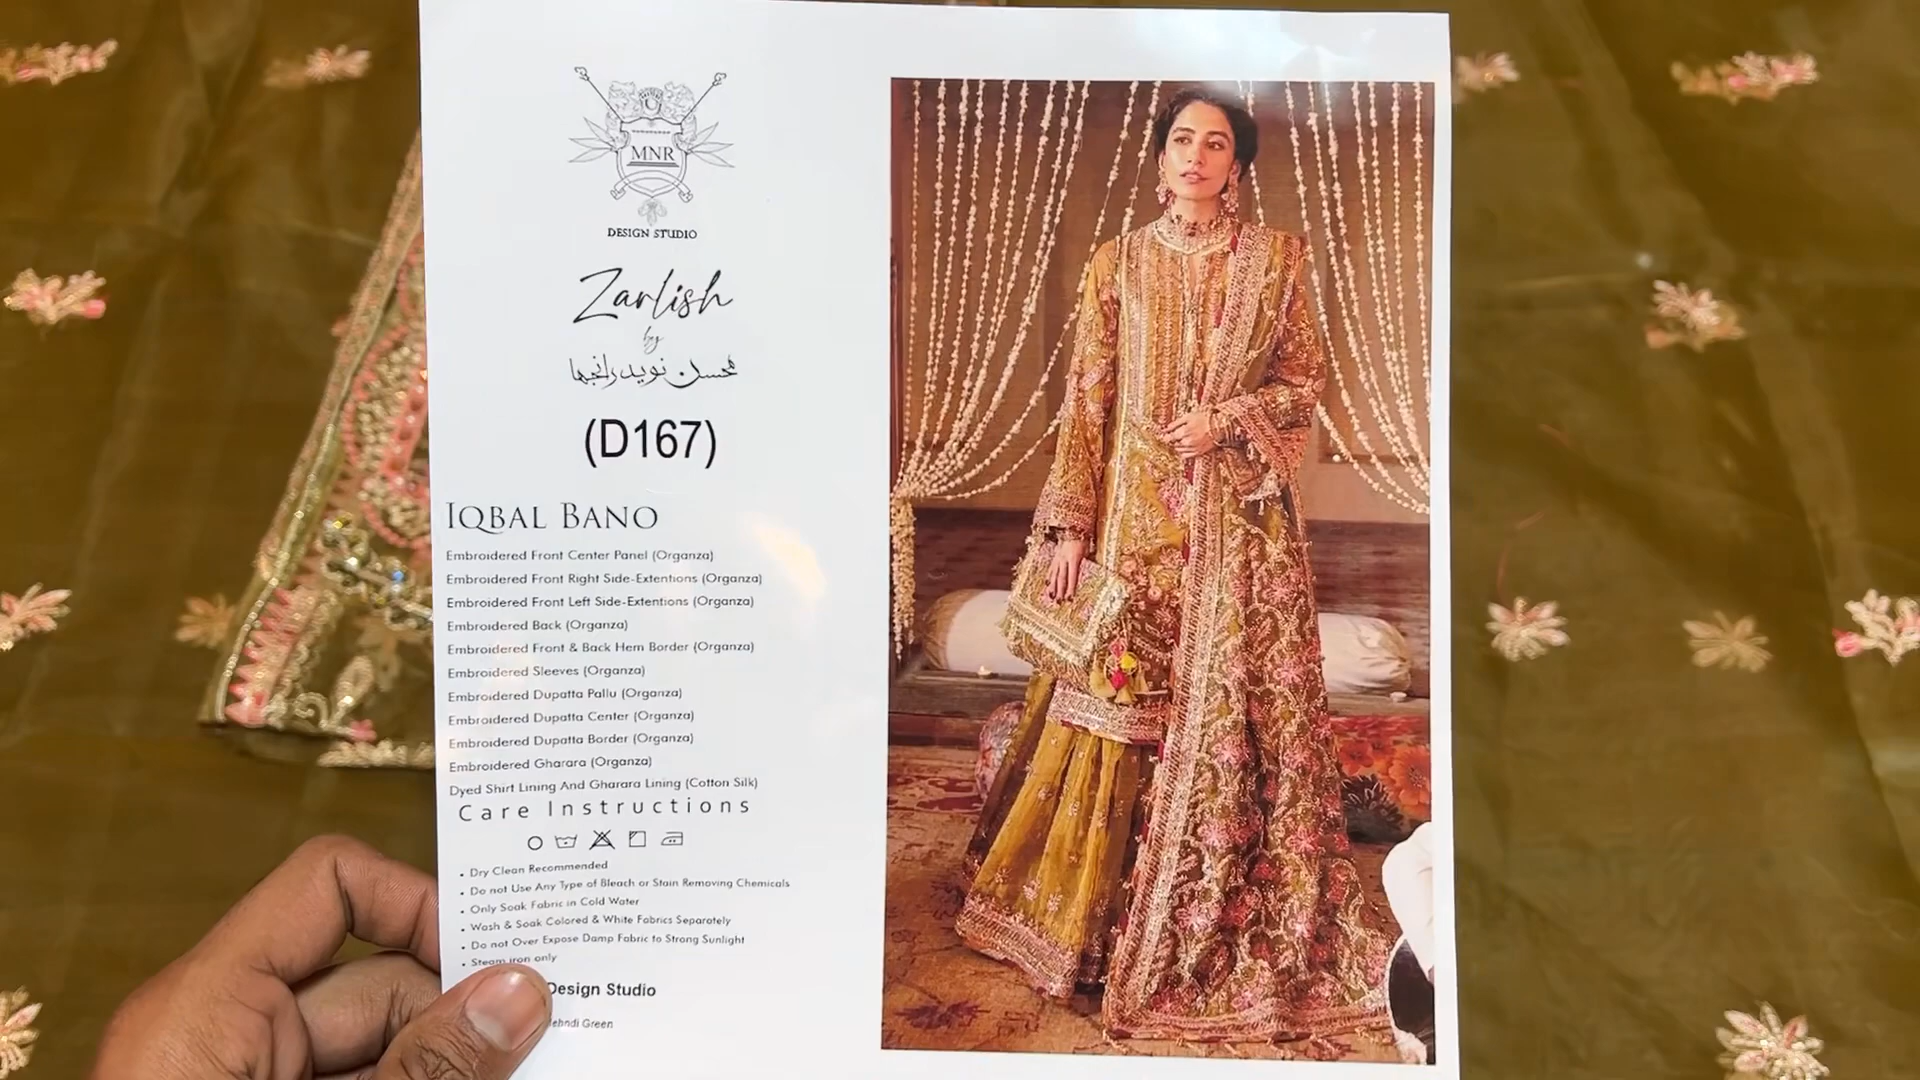 MNR
DESIGN STUDIO
Zarlish
by
محسن نوید رانجھا
(D167)
IQBAL BANO
Embroidered Front Center Panel (Organza)
Embroidered Front Right Side-Extentions (Organza)
Embroidered Front Left Side-Extentions (Organza)
Embroidered Back (Organza)
Embroidered Front & Back Hem Border (Organza)
Embroidered Sleeves (Organza)
Embroidered Dupatta Pallu (Organza)
Embroidered Dupatta Center (Organza)
Embroidered Dupatta Border (Organza)
Embroidered Gharara (Organza)
Dyed Shirt Lining And Gharara Lining (Cotton Silk)
Care Instructions
• Dry Clean Recommended
• Do not Use Any Type of Bleach or Stain Removing Chemicals
• Only Soak Fabric in Cold Water
• Wash & Soak Colored & White Fabrics Separately
• Do not Over Expose Damp Fabric to Strong Sunlight
• Steam iron only
Design Studio
Green